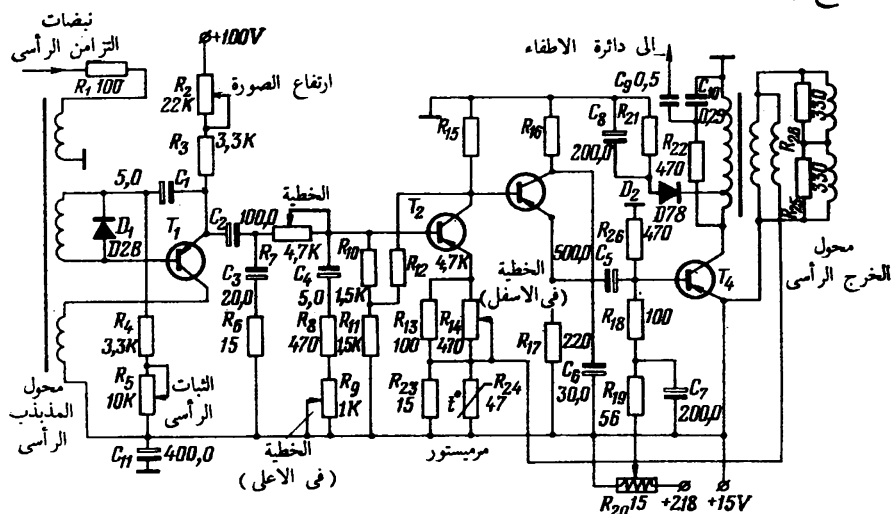 نبضات
التزامن الرأسى
R1 100
+100V
R2
22K
ارتفاع الصورة
R3
3,3K
5,0
C1
D1
D2B
T1
C2
100,0
الخطية
R7
4,7K
C3
20,0
R6
15
C4
5,0
R8
470
R9
1K
R4
3,3K
R5
10K
الثبات
الرأسى
محول
المذبذب
الرأسى
C11
400,0
الخطية
(فى الاعلى)
R10
1,5K
R11
1,5K
R12
T2
4,7K
R13
100
R14
470
R23
15
t°
R24
47
مرميستور
R15
R16
الخطية
(فى الاسفل)
R17
220
C6
30,0
500,0
C5
C8
200,0
R21
الى دائرة الاطفاء
C9 0,5
C10
0,25
R22
470
D2
D7B
R26
470
T4
R18
100
R19
56
C7
200,0
R20 15
+218
+15V
R28
330
R25
330
محول
الخرج الرأسى